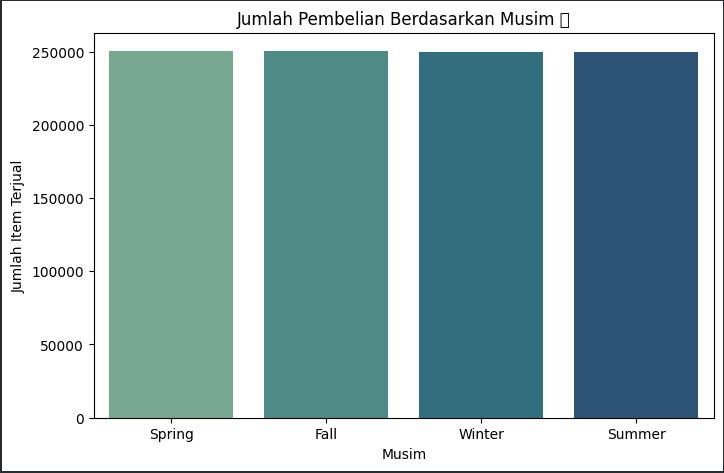 Jumlah Pembelian Berdasarkan Musim
250000
200000
150000
100000
50000
0
Jumlah Item Terjual
Spring Fall Winter Summer
Musim